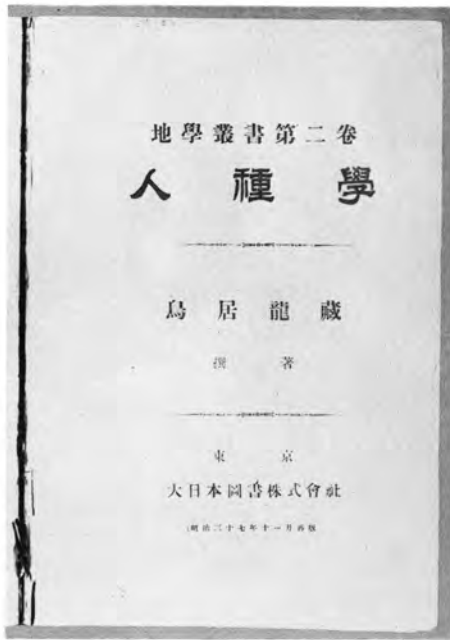 地學叢書第二卷
人種學
鳥居龍藏
撰著
東京
大日本圖書株式會社
明治三十七年十一月再版